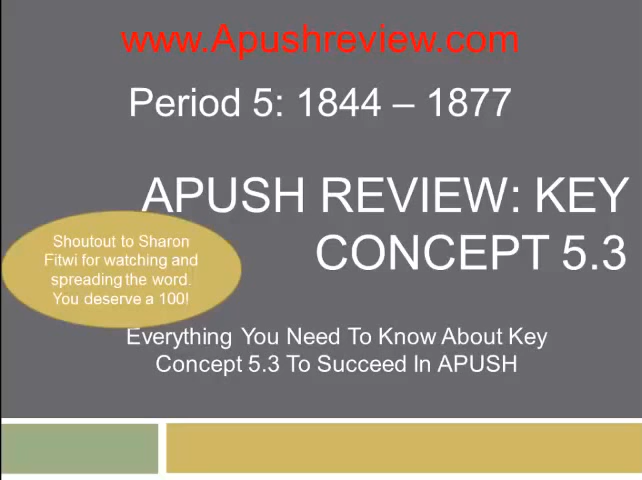 www.Apushreview.com
Period 5: 1844 – 1877
APUSH REVIEW: KEY
CONCEPT 5.3
Shoutout to Sharon
Fitwi for watching and
spreading the word.
You deserve a 100!
Everything You Need To Know About Key
Concept 5.3 To Succeed In APUSH